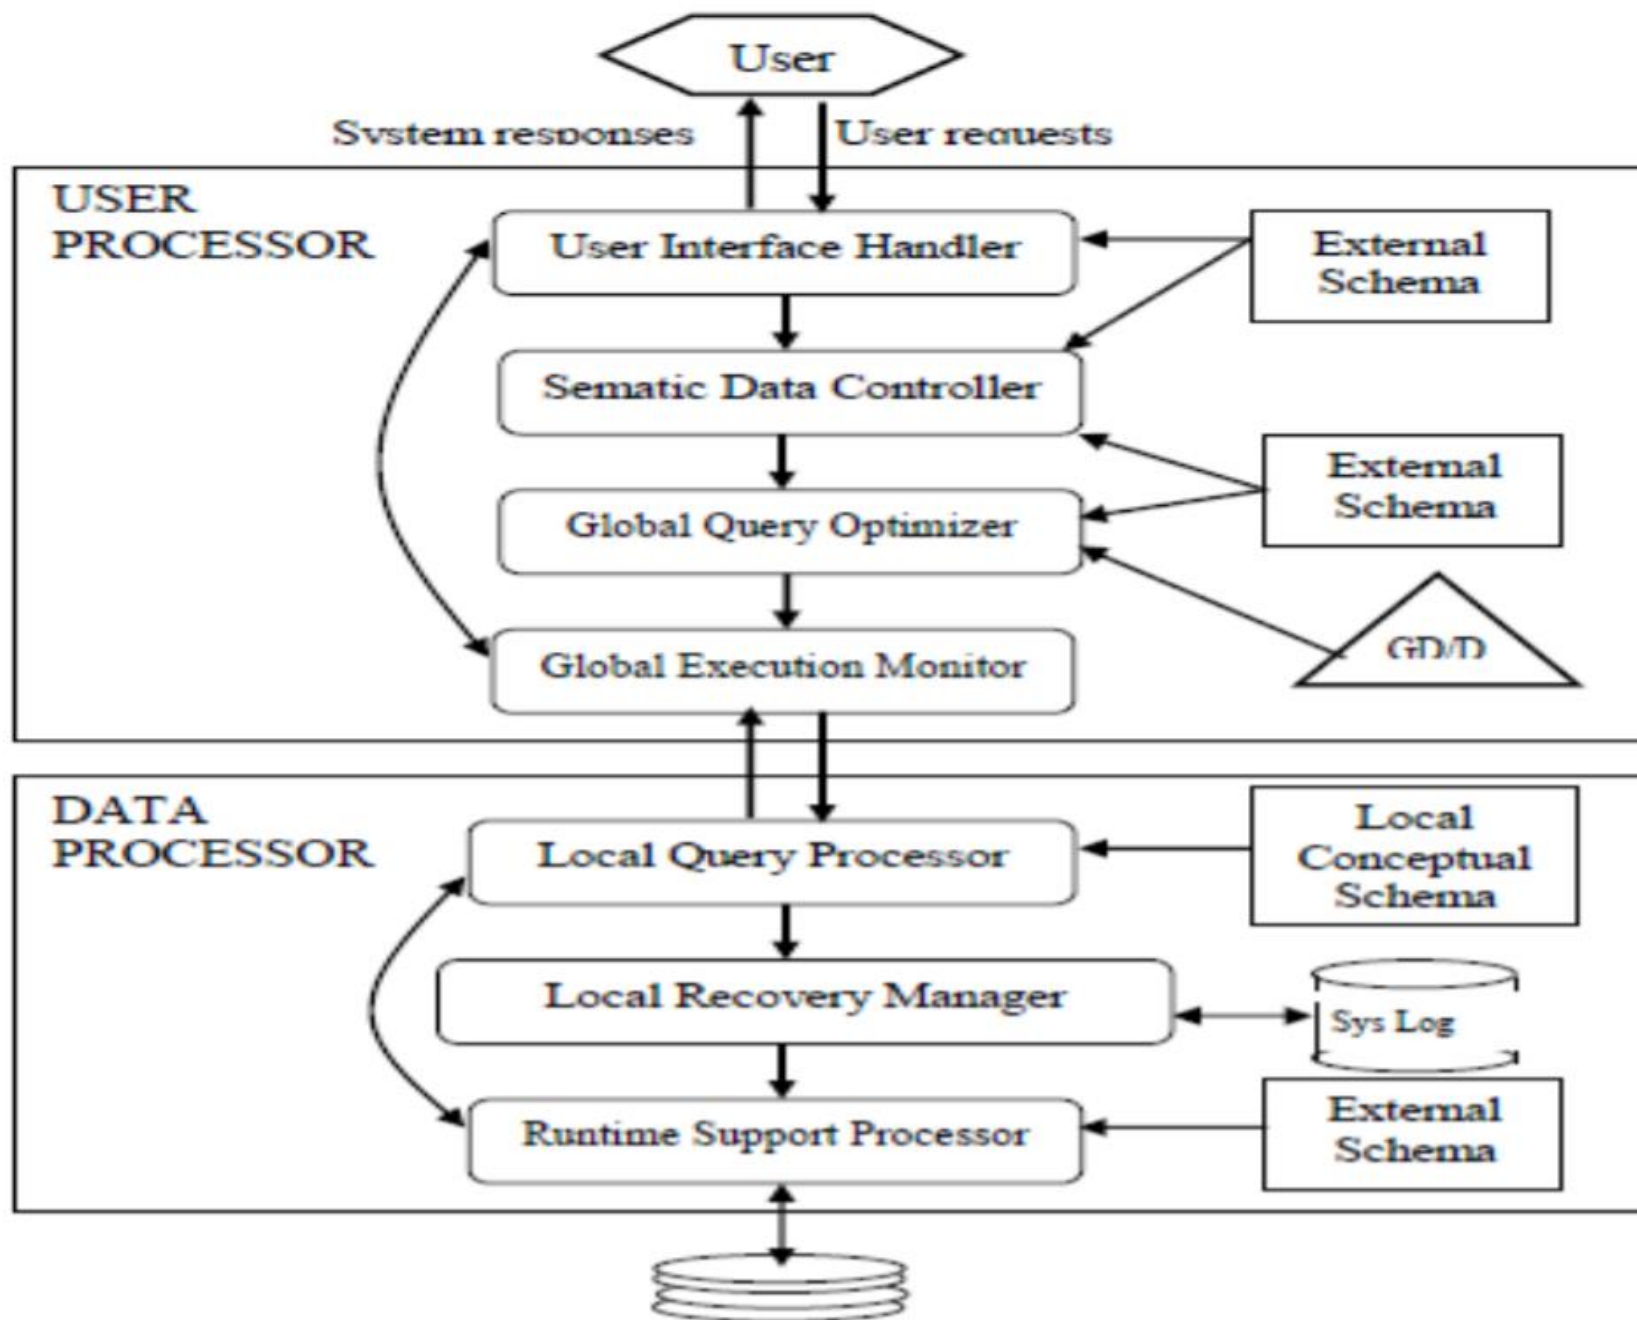 User
System responses
User requests
USER
PROCESSOR
User Interface Handler
External
Schema
Sematic Data Controller
External
Schema
Global Query Optimizer
GD/D
Global Execution Monitor
DATA
PROCESSOR
Local
Conceptual
Schema
Local Query Processor
Local Recovery Manager
Sys Log
External
Schema
Runtime Support Processor